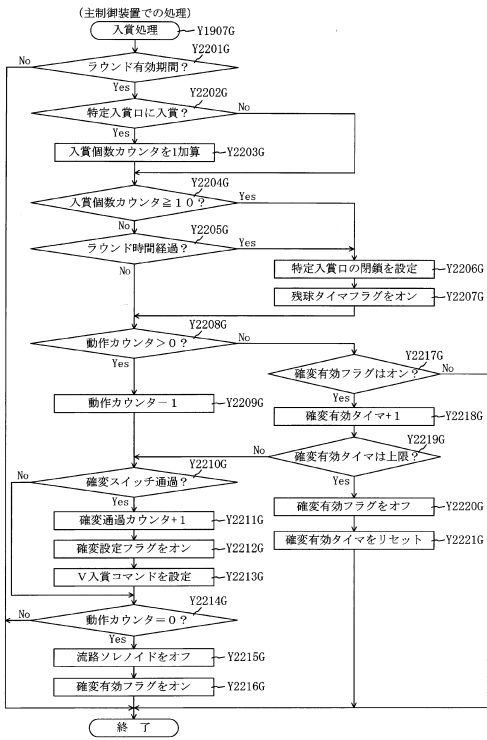 (主制御装置での処理)
入賞処理 Y1907G
Y2201G
No ラウンド有効期間?
Yes
Y2202G
特定入賞口に入賞? No
Yes
入賞個数カウンタを1加算 Y2203G
Y2204G
入賞個数カウンタ≧10? Yes
No
Y2205G
ラウンド時間経過? Yes
No
特定入賞口の閉鎖を設定 Y2206G
残球タイマフラグをオン Y2207G
Y2208G
動作カウンタ>0? No
Yes
Y2217G
確変有効フラグはオン? No
Yes
動作カウンタ-1 Y2209G
確変有効タイマ+1 Y2218G
Y2219G
No 確変有効タイマは上限?
Yes
Y2210G
No 確変スイッチ通過?
Yes
確変有効フラグをオフ Y2220G
確変通過カウンタ+1 Y2211G
確変有効タイマをリセット Y2221G
確変設定フラグをオン Y2212G
V入賞コマンドを設定 Y2213G
Y2214G
No 動作カウンタ=0?
Yes
流路ソレノイドをオフ Y2215G
確変有効フラグをオン Y2216G
終 了